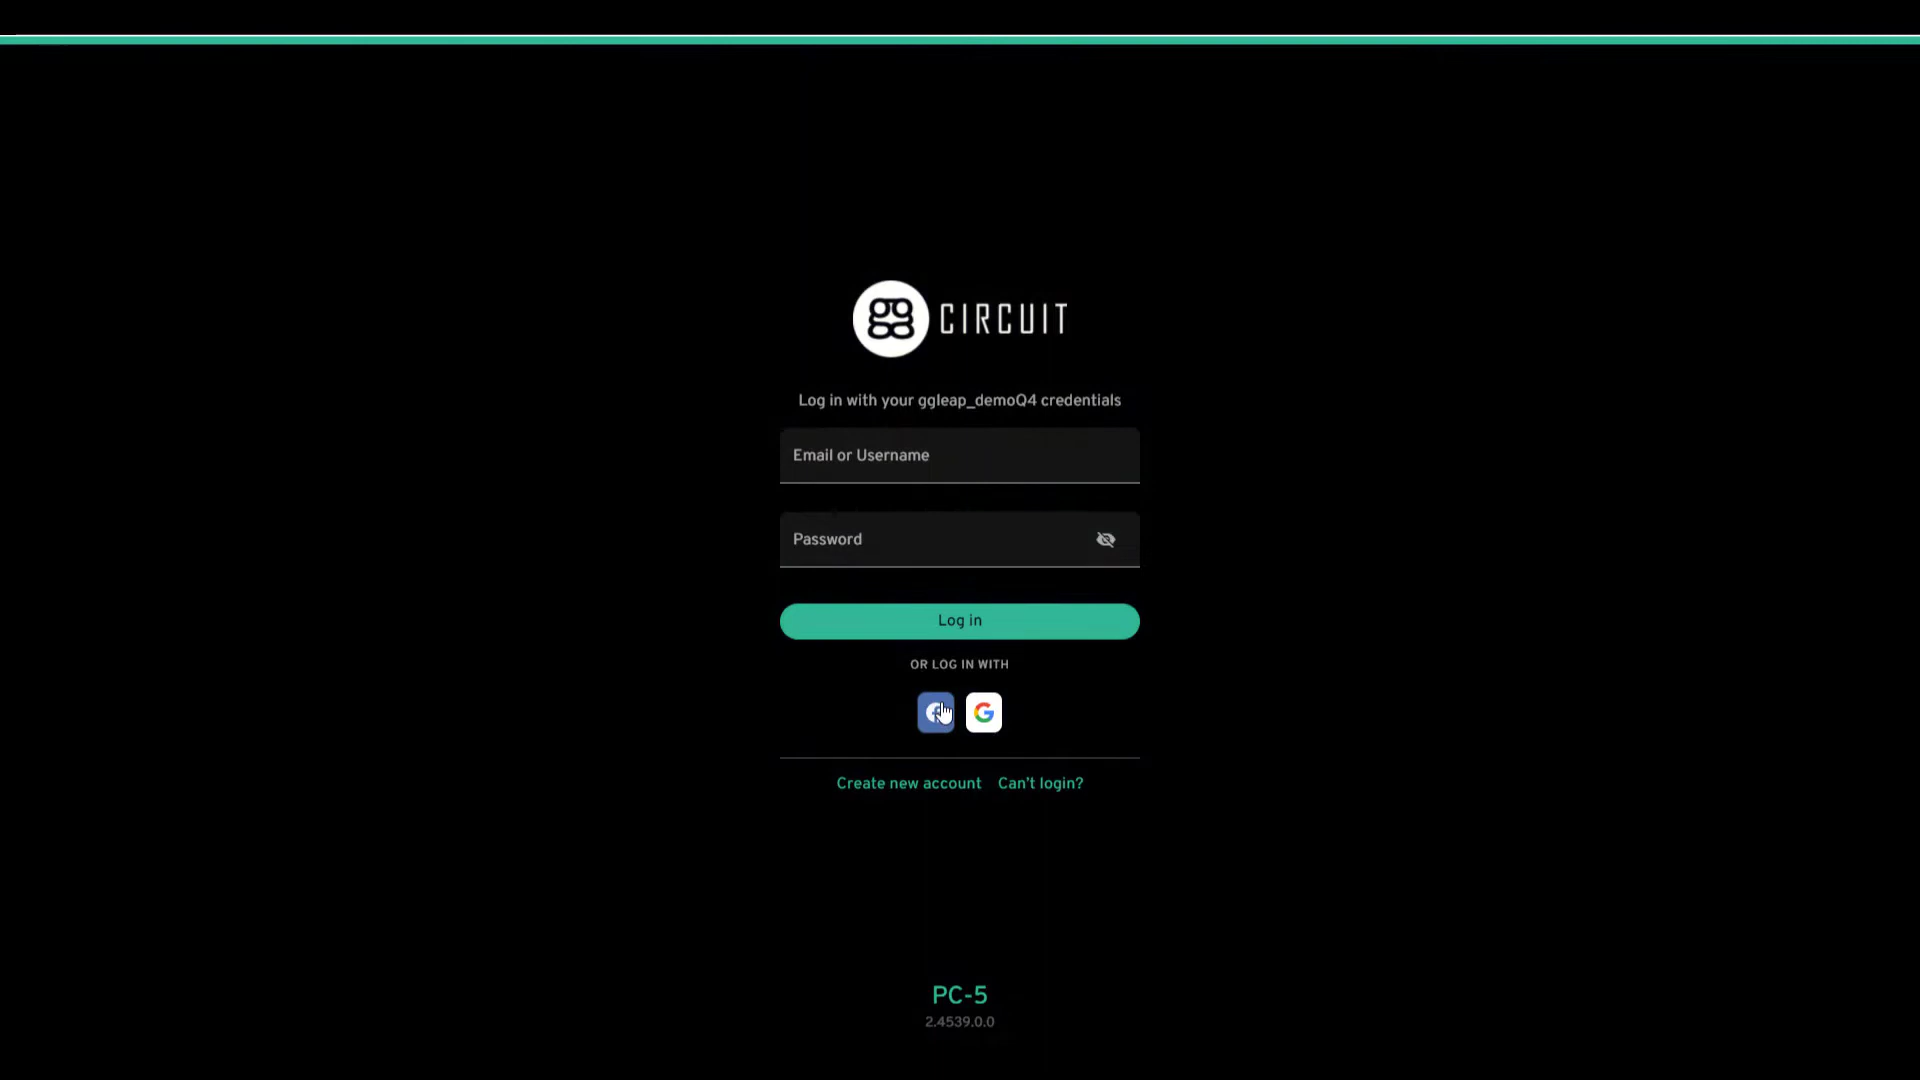 gg CIRCUIT
Log in with your ggleap_demoQ4 credentials
Email or Username
Password
Log in
OR LOG IN WITH
Create new account Can't login?
PC-5
2.4539.0.0